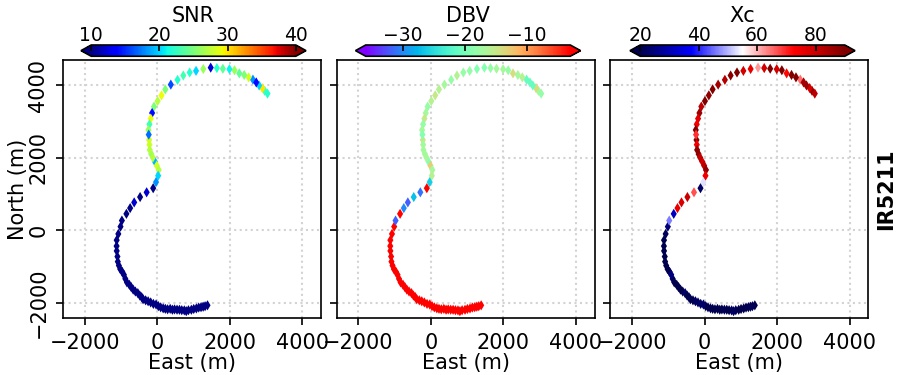 SNR DBV Xc
10 20 30 40 −30 −20 −10 20 40 60 80
4000
2000
0
−2000
North (m)
IR5211
−2000 0 2000 4000 −2000 0 2000 4000 −2000 0 2000 4000
East (m) East (m) East (m)